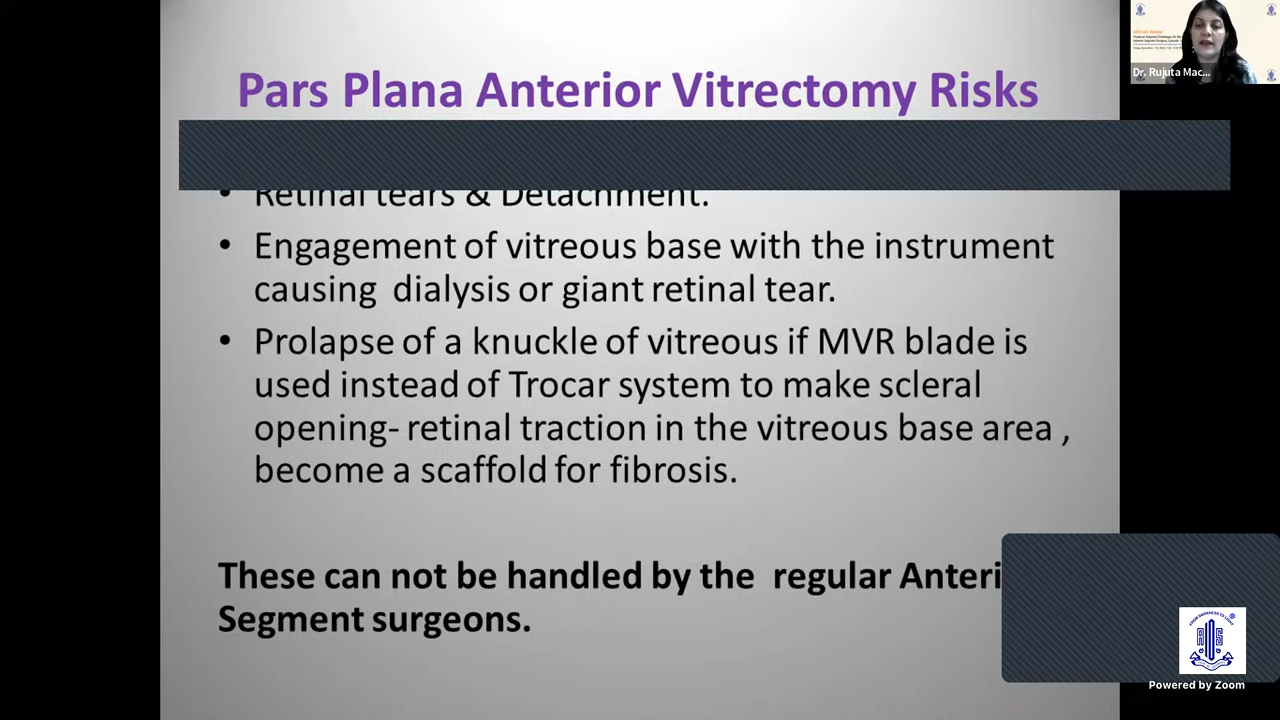 Pars Plana Anterior Vitrectomy Risks
Dr. Rujuta Mac...
• Retinal tears & Detachment.
• Engagement of vitreous base with the instrument
causing dialysis or giant retinal tear.
• Prolapse of a knuckle of vitreous if MVR blade is
used instead of Trocar system to make scleral
opening- retinal traction in the vitreous base area ,
become a scaffold for fibrosis.
These can not be handled by the regular Anteri
Segment surgeons.
Powered by Zoom